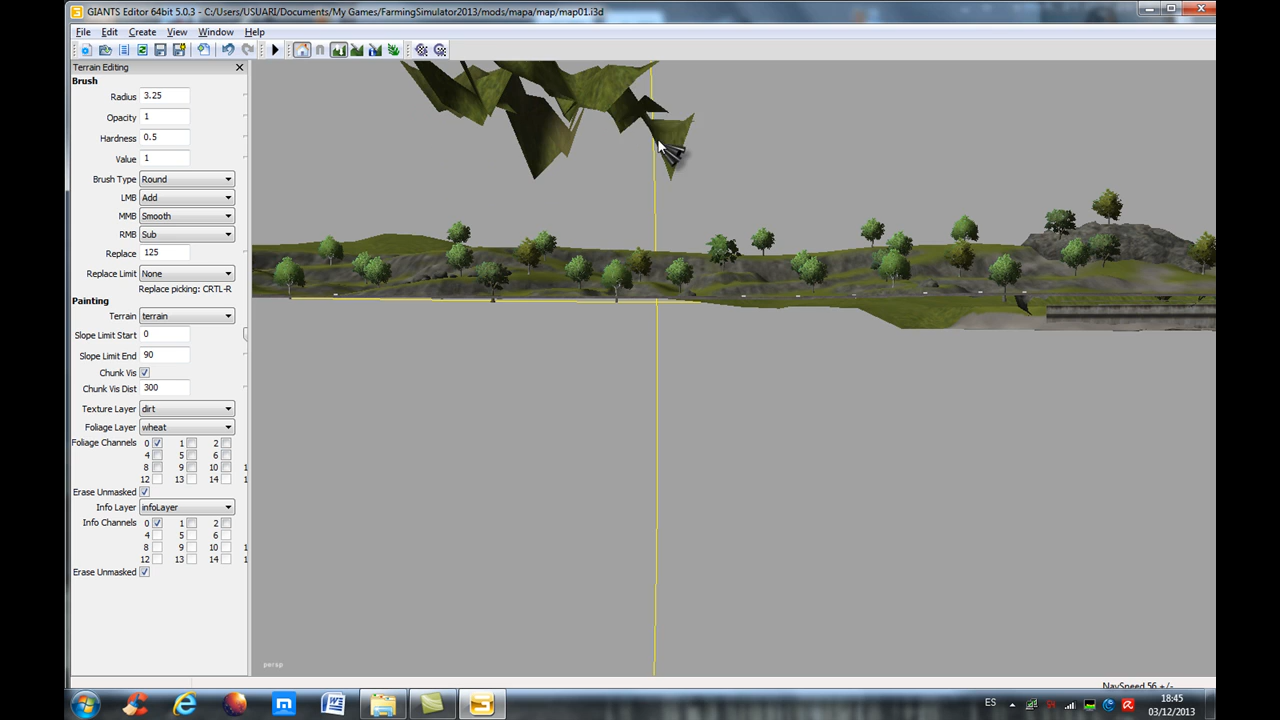 GIANTS Editor 64bit 5.0.3 - C:/Users/USUARI/Documents/My Games/FarmingSimulator2013/mods/mapa/map/map01.i3d
File Edit Create View Window Help
Terrain Editing
Brush
Radius 3.25
Opacity 1
Hardness 0.5
Value 1
Brush Type Round
LMB Add
MMB Smooth
RMB Sub
Replace 125
Replace Limit None
Replace picking: CRTL-R
Painting
Terrain terrain
Slope Limit Start 0
Slope Limit End 90
Chunk Vis
Chunk Vis Dist 300
Texture Layer dirt
Foliage Layer wheat
Foliage Channels 0 1 2
4 5 6
8 9 10 1
12 13 14 1
Erase Unmasked
Info Layer infoLayer
Info Channels 0 1 2
4 5 6
8 9 10 1
12 13 14 1
Erase Unmasked
persp
NavSpeed 56 +/-
ES
18:45
03/12/2013